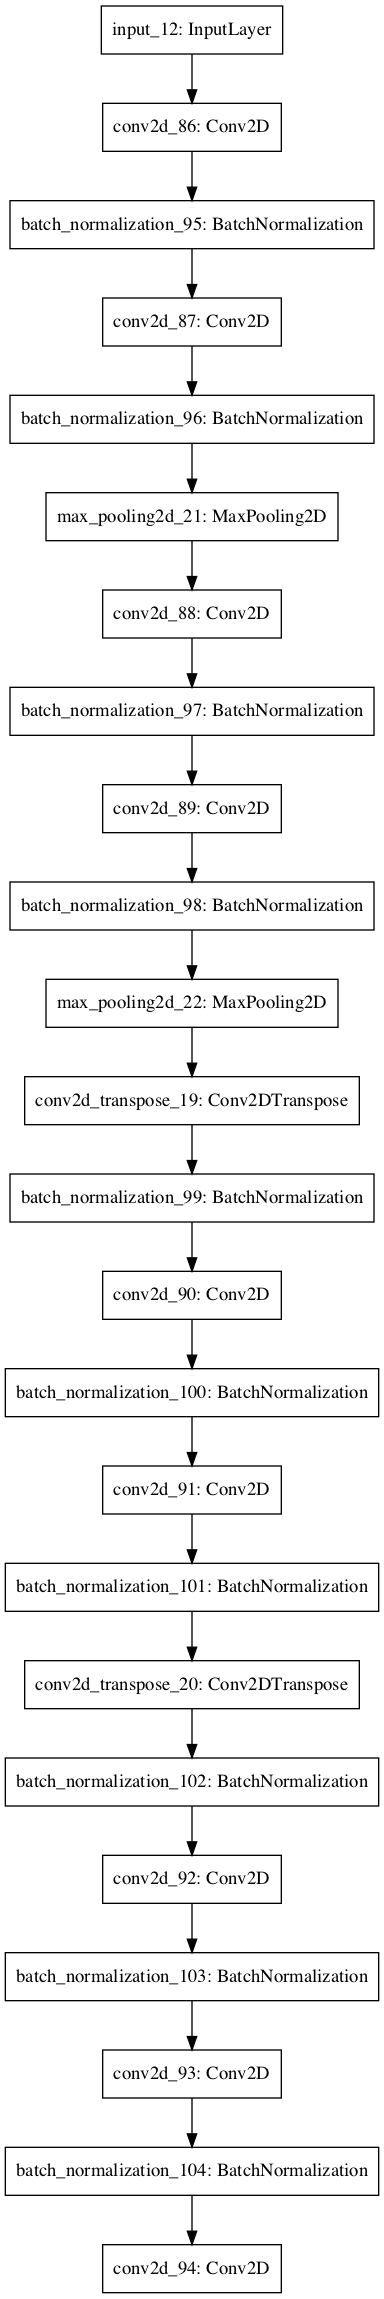 input_12: InputLayer
conv2d_86: Conv2D
batch_normalization_95: BatchNormalization
conv2d_87: Conv2D
batch_normalization_96: BatchNormalization
max_pooling2d_21: MaxPooling2D
conv2d_88: Conv2D
batch_normalization_97: BatchNormalization
conv2d_89: Conv2D
batch_normalization_98: BatchNormalization
max_pooling2d_22: MaxPooling2D
conv2d_transpose_19: Conv2DTranspose
batch_normalization_99: BatchNormalization
conv2d_90: Conv2D
batch_normalization_100: BatchNormalization
conv2d_91: Conv2D
batch_normalization_101: BatchNormalization
conv2d_transpose_20: Conv2DTranspose
batch_normalization_102: BatchNormalization
conv2d_92: Conv2D
batch_normalization_103: BatchNormalization
conv2d_93: Conv2D
batch_normalization_104: BatchNormalization
conv2d_94: Conv2D